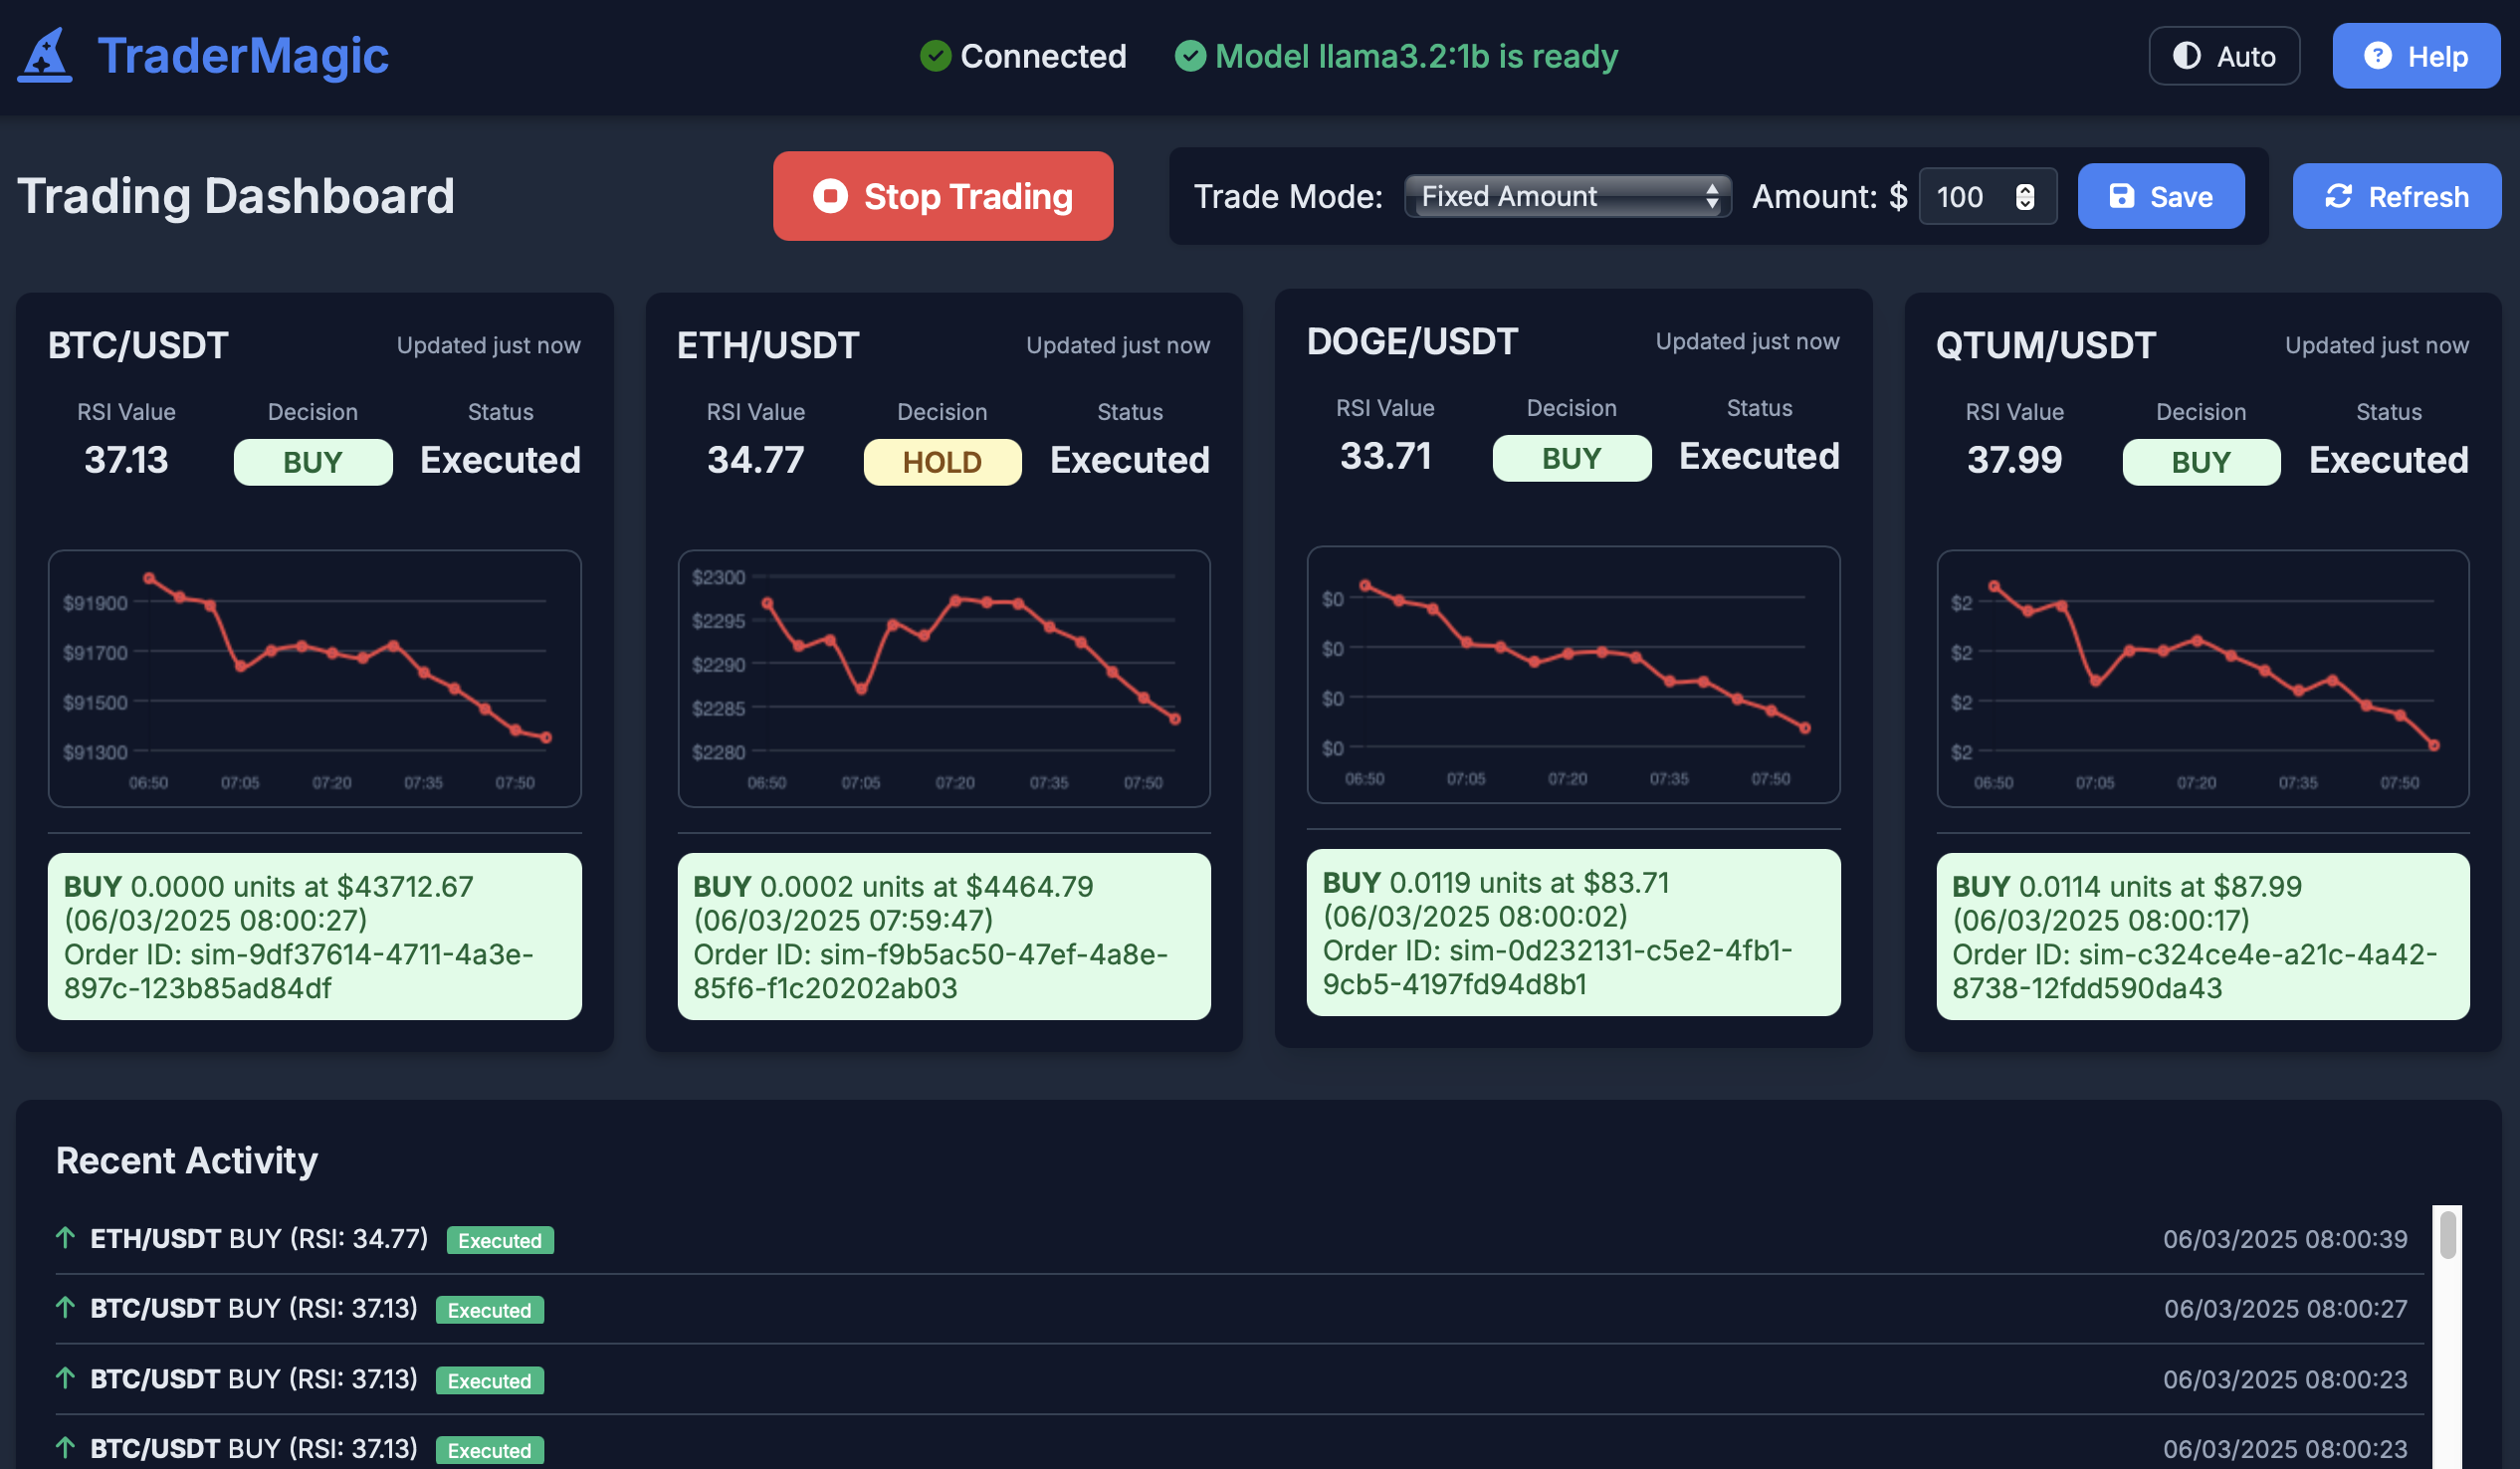 TraderMagic
Connected
Model llama3.2:1b is ready
Auto
Help
Trading Dashboard
Stop Trading
Trade Mode:
Fixed Amount
Amount: $
100
Save
Refresh
BTC/USDT
Updated just now
RSI Value
Decision
Status
37.13
BUY
Executed
$91900
$91700
$91500
$91300
06:50
07:05
07:20
07:35
07:50
BUY 0.0000 units at $43712.67
(06/03/2025 08:00:27)
Order ID: sim-9df37614-4711-4a3e-
897c-123b85ad84df
ETH/USDT
Updated just now
RSI Value
Decision
Status
34.77
HOLD
Executed
$2300
$2295
$2290
$2285
$2280
06:50
07:05
07:20
07:35
07:50
BUY 0.0002 units at $4464.79
(06/03/2025 07:59:47)
Order ID: sim-f9b5ac50-47ef-4a8e-
85f6-f1c20202ab03
DOGE/USDT
Updated just now
RSI Value
Decision
Status
33.71
BUY
Executed
$0
$0
$0
$0
06:50
07:05
07:20
07:35
07:50
BUY 0.0119 units at $83.71
(06/03/2025 08:00:02)
Order ID: sim-0d232131-c5e2-4fb1-
9cb5-4197fd94d8b1
QTUM/USDT
Updated just now
RSI Value
Decision
Status
37.99
BUY
Executed
$2
$2
$2
$2
06:50
07:05
07:20
07:35
07:50
BUY 0.0114 units at $87.99
(06/03/2025 08:00:17)
Order ID: sim-c324ce4e-a21c-4a42-
8738-12fdd590da43
Recent Activity
ETH/USDT BUY (RSI: 34.77) Executed 06/03/2025 08:00:39
BTC/USDT BUY (RSI: 37.13) Executed 06/03/2025 08:00:27
BTC/USDT BUY (RSI: 37.13) Executed 06/03/2025 08:00:23
BTC/USDT BUY (RSI: 37.13) Executed 06/03/2025 08:00:23